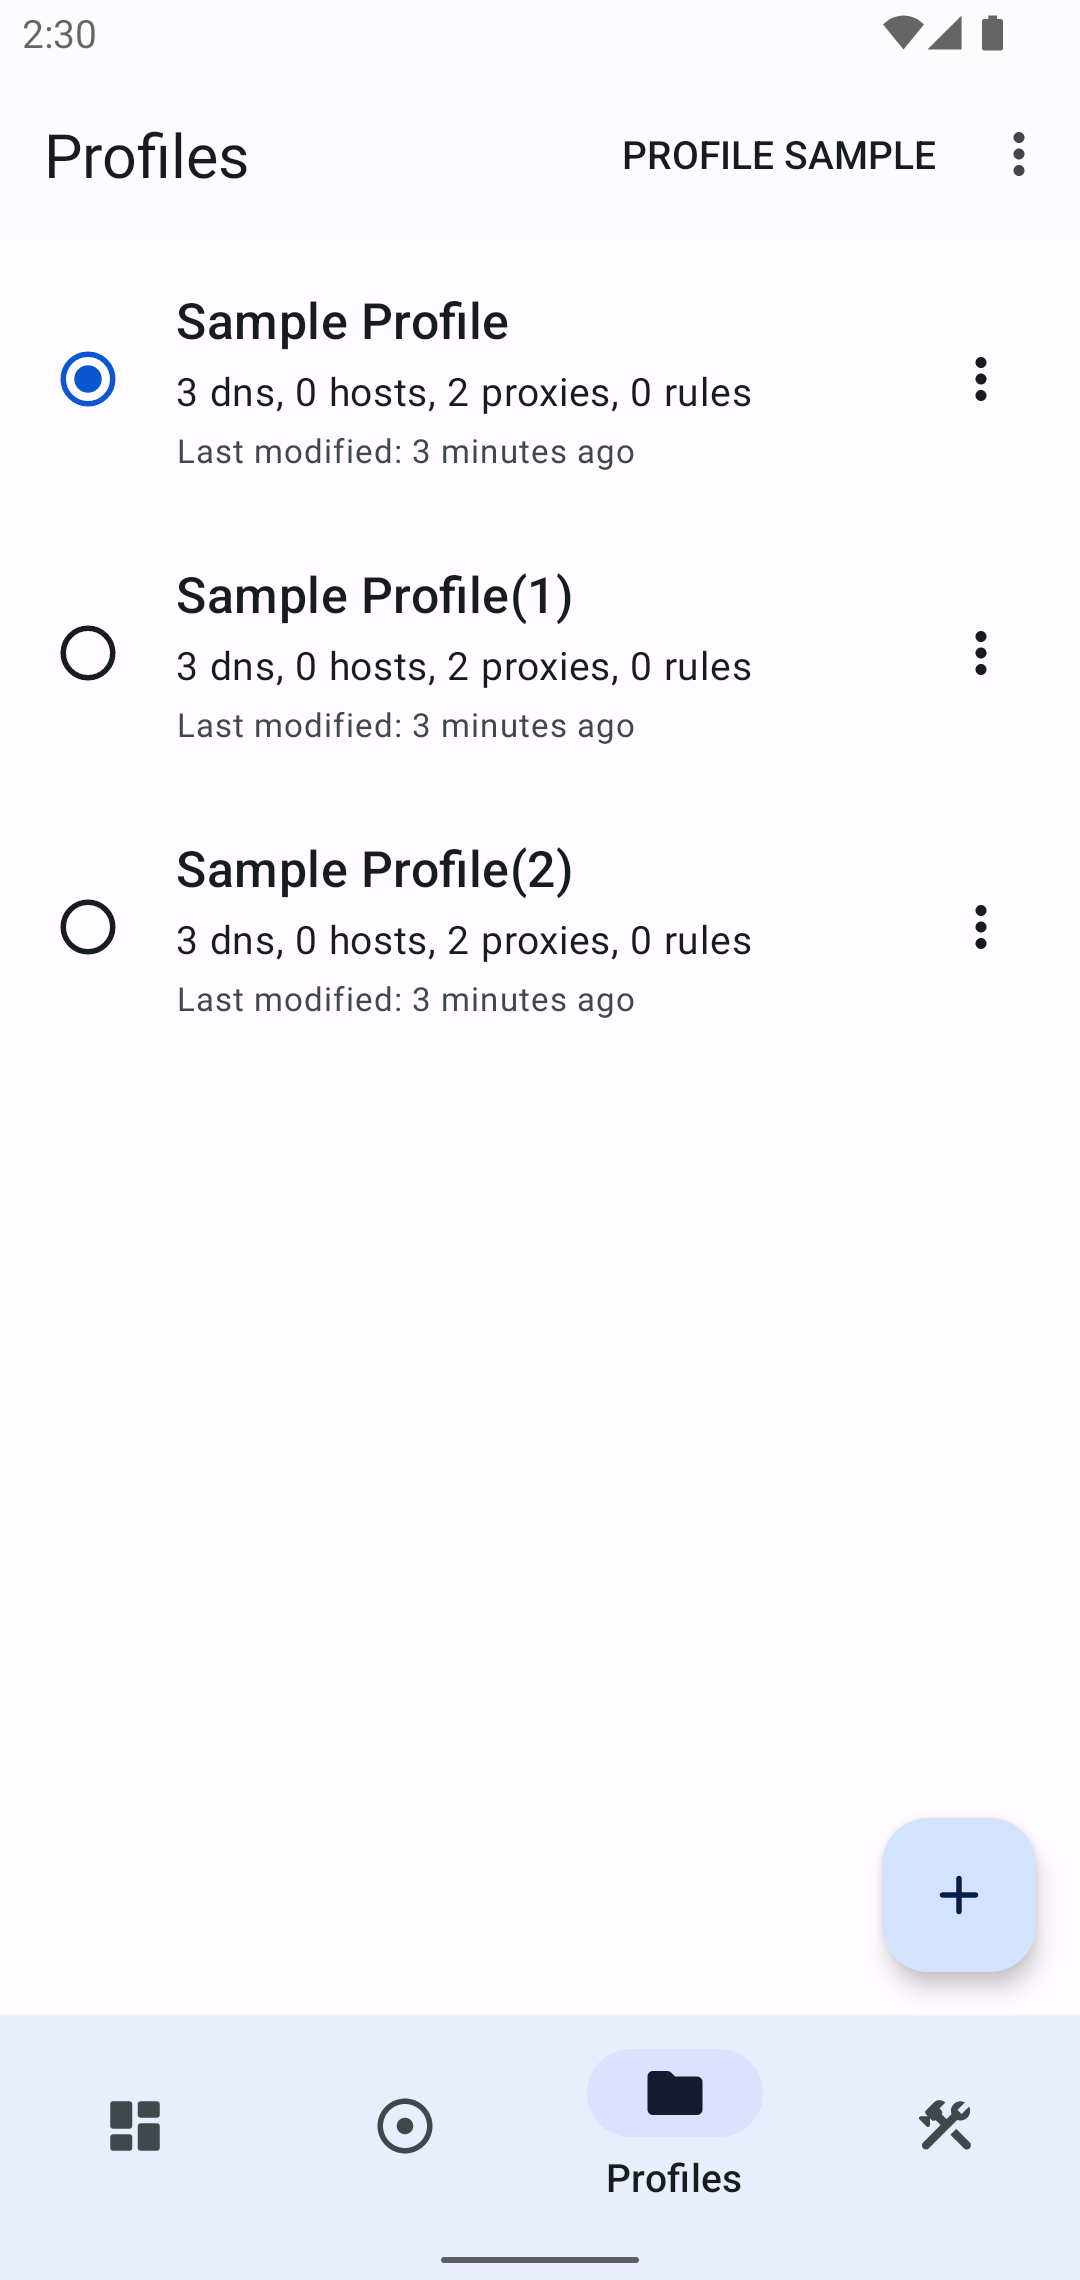 2:30
Profiles
PROFILE SAMPLE
Sample Profile
3 dns, 0 hosts, 2 proxies, 0 rules
Last modified: 3 minutes ago
Sample Profile(1)
3 dns, 0 hosts, 2 proxies, 0 rules
Last modified: 3 minutes ago
Sample Profile(2)
3 dns, 0 hosts, 2 proxies, 0 rules
Last modified: 3 minutes ago
Profiles